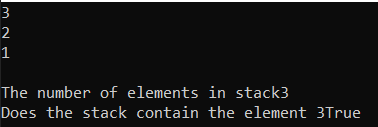 3
2
1
The number of elements in stack3
Does the stack contain the element 3True